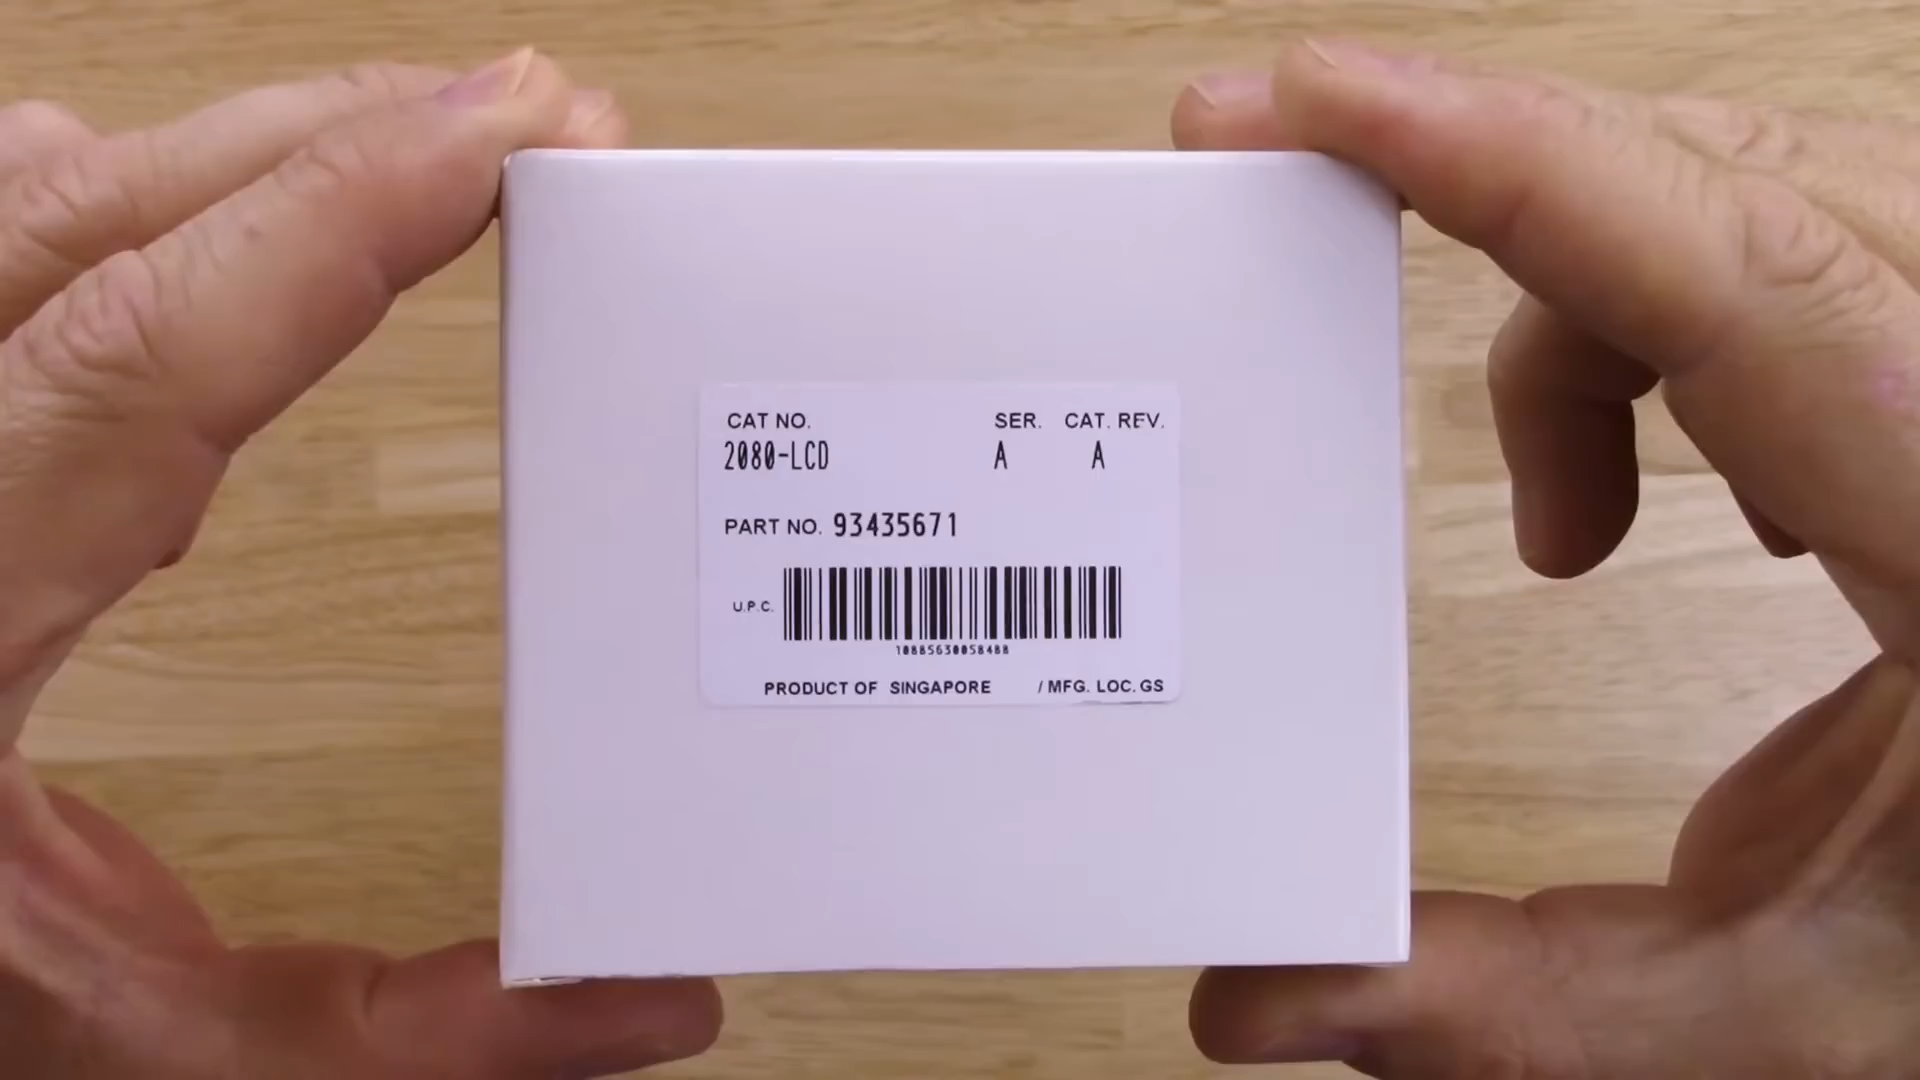 CAT NO. SER. CAT. REV.
2080-LCD A A
PART NO. 93435671
U.P.C.
10885630058488
PRODUCT OF SINGAPORE / MFG. LOC. GS